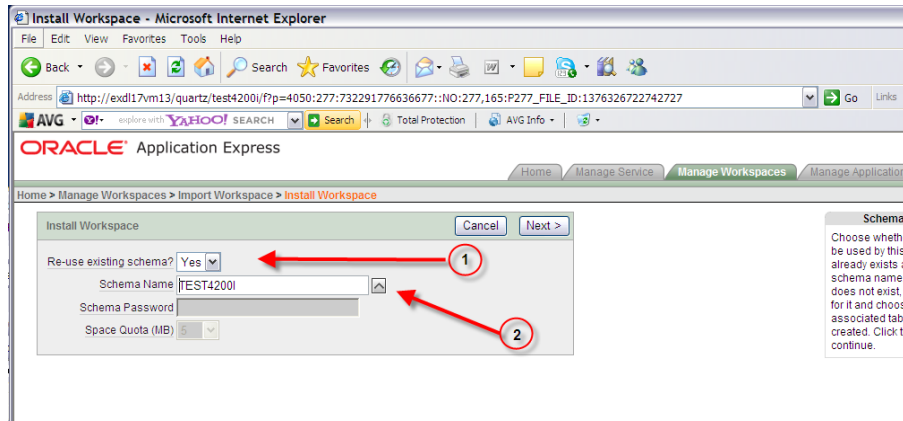 Install Workspace - Microsoft Internet Explorer
File Edit View Favorites Tools Help
Back Search Favorites
Address http://exdl17vm13/quartz/test4200i/f?p=4050:277:732291776636677::NO:277,165:P277_FILE_ID:1376326722742727 Go Links
AVG explore with YAHOO! SEARCH Search Total Protection AVG Info
ORACLE Application Express
Home Manage Service Manage Workspaces Manage Application
Home > Manage Workspaces > Import Workspace > Install Workspace
Install Workspace Cancel Next >
Re-use existing schema? Yes
Schema Name TEST4200I
Schema Password
Space Quota (MB) 5
1
2
Schema
Choose wheth
be used by this
already exists
schema name
does not exist,
for it and choos
associated tab
created. Click t
continue.